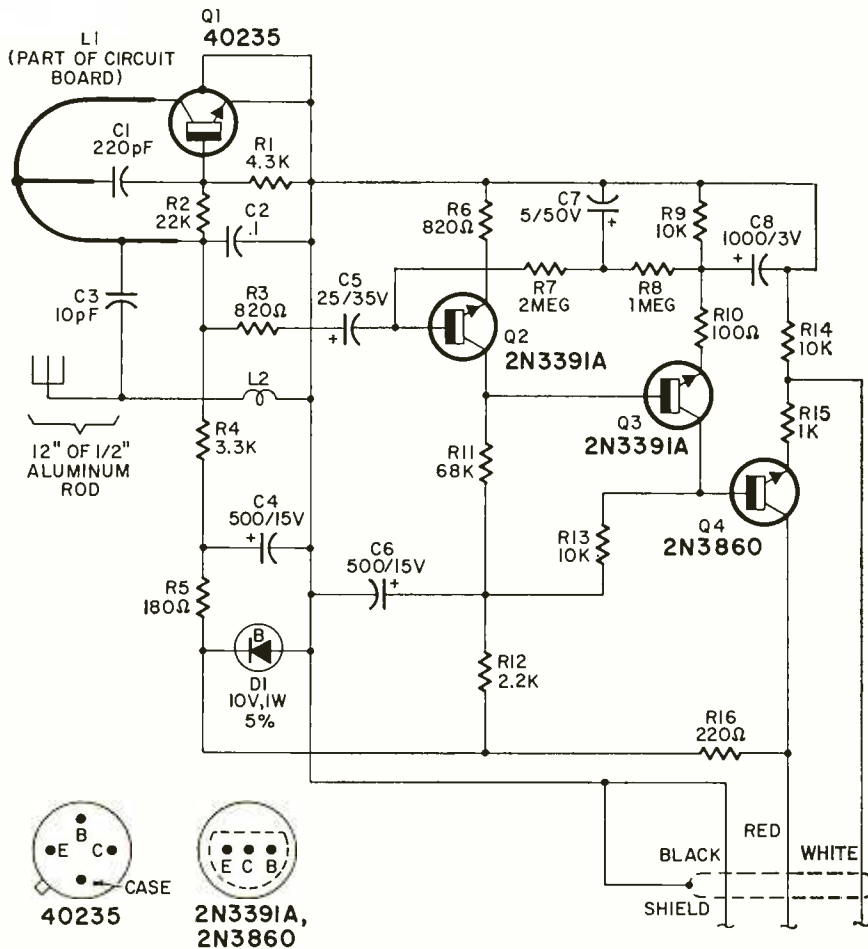 Q1
40235
L1
(PART OF CIRCUIT
BOARD)
C1
220pF
R1
4.3K
R2
22K
C2
.1
C3
10pF
R3
820Ω
C5
25/35V
+
R6
820Ω
C7
5/50V
+
R9
10K
C8
1000/3V
+
R7
2MEG
R8
1MEG
R10
100Ω
Q2
2N3391A
R14
10K
L2
Q3
2N3391A
R15
1K
12" OF 1/2"
ALUMINUM
ROD
R4
3.3K
R11
68K
Q4
2N3860
C4
500/15V
+
C6
500/15V
+
R13
10K
R5
180Ω
B
D1
10V,1W
5%
R12
2.2K
R16
220Ω
B
E
C
CASE
40235
E C B
2N3391A,
2N3860
RED
BLACK
WHITE
SHIELD